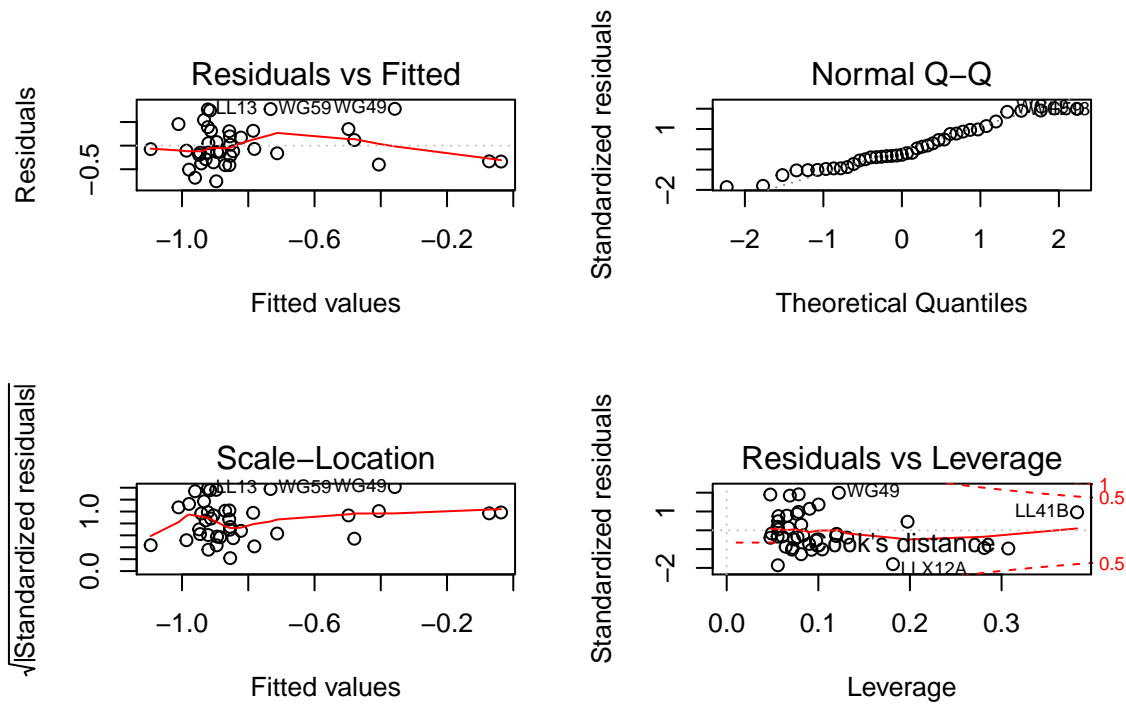 Residuals vs Fitted
Residuals
−0.5
LL13
WG59
WG49
−1.0
−0.6
−0.2
Fitted values
Normal Q−Q
Standardized residuals
−2
1
−2
−1
0
1
2
Theoretical Quantiles
Scale−Location
√|Standardized residuals|
0.0
1.0
LL13
WG59
WG49
−1.0
−0.6
−0.2
Fitted values
Residuals vs Leverage
Standardized residuals
−2
1
WG49
LL41B
LLX12A
ook's distance
1
0.5
0.5
0.0
0.1
0.2
0.3
Leverage